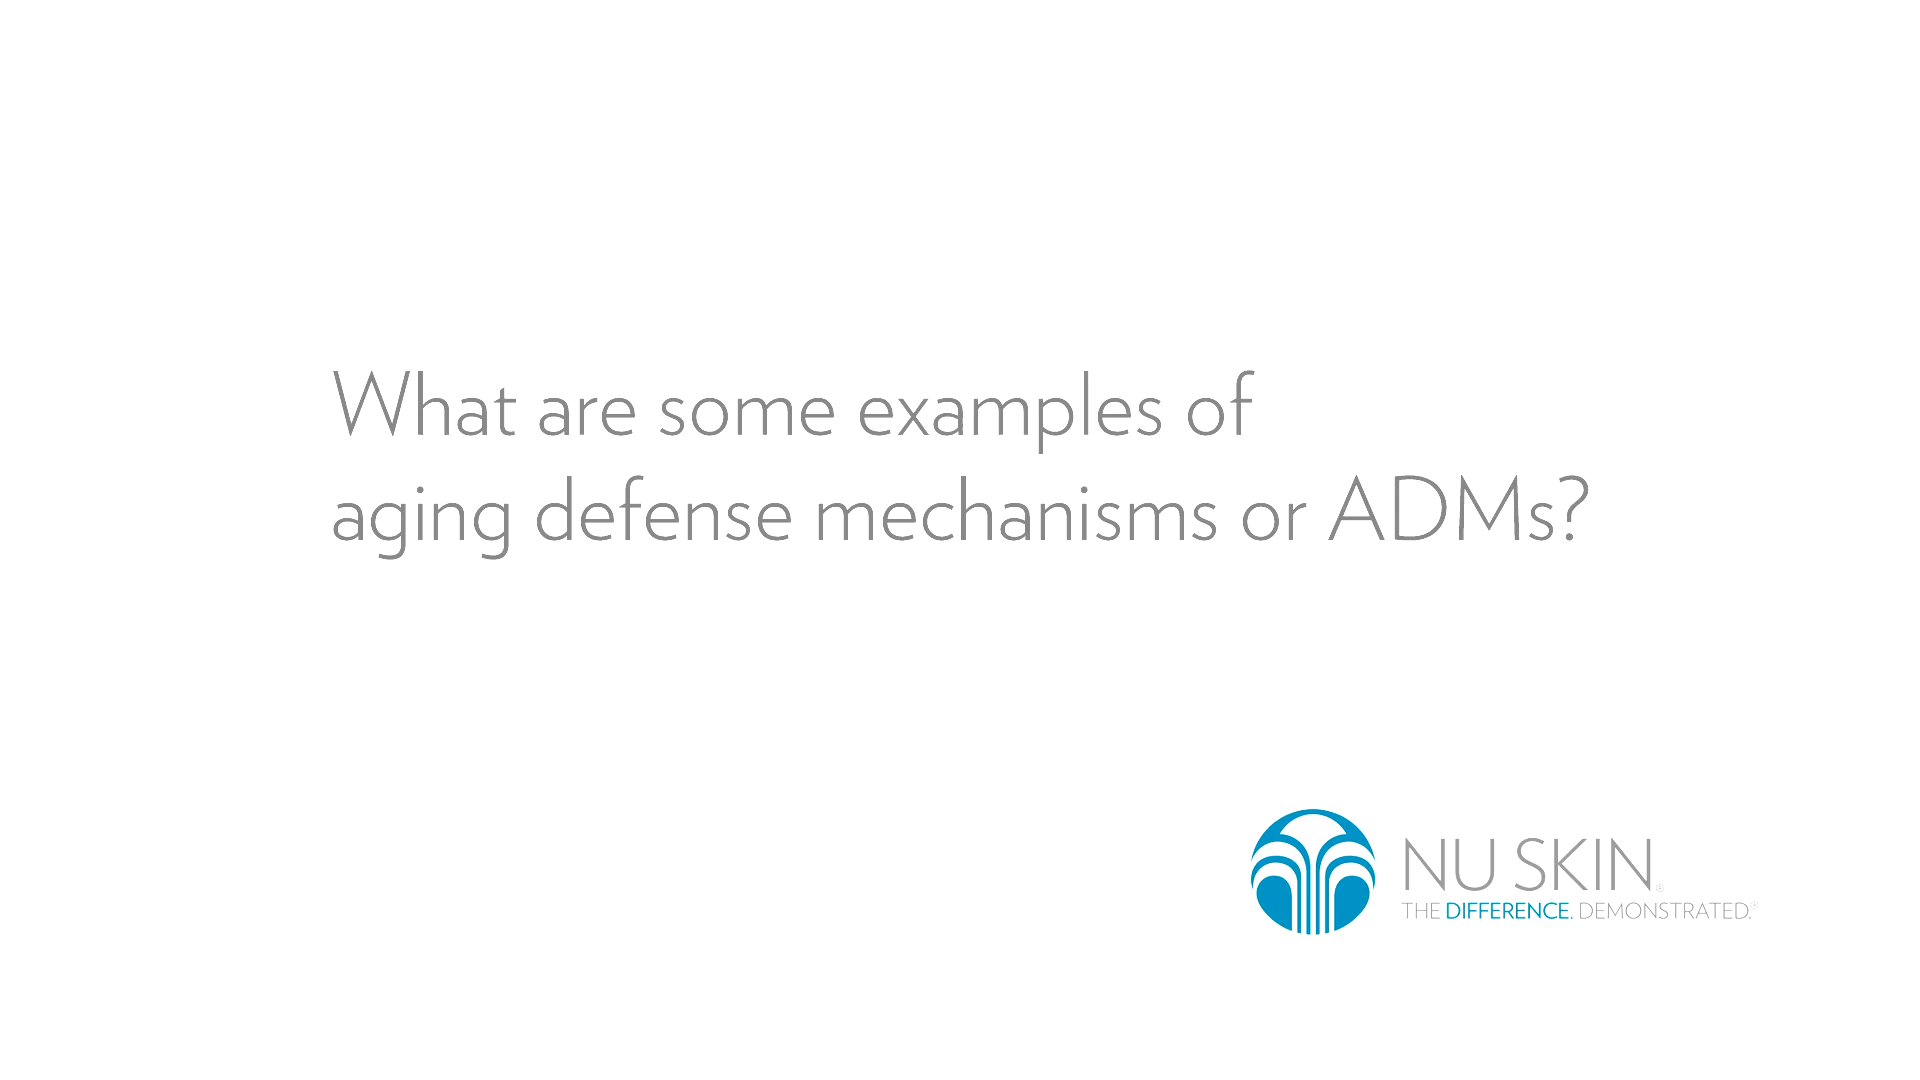 What are some examples of
aging defense mechanisms or ADMs?
NU SKIN®
THE DIFFERENCE. DEMONSTRATED.®